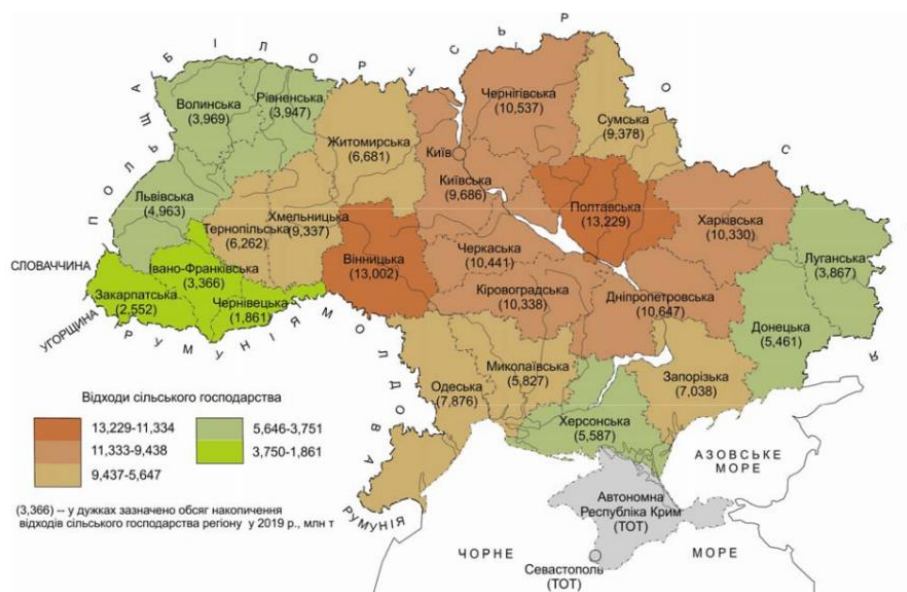 БІЛОРУСЬ
РОСІЯ
ПОЛЬЩА
СЛОВАЧЧИНА
УГОРЩИНА
РУМУНІЯ
МОЛДОВА
РУМУНІЯ
Волинська
(3,969)
Рівненська
(3,947)
Житомирська
(6,681)
Київ
Київська
(9,686)
Чернігівська
(10,537)
Сумська
(9,378)
Львівська
(4,963)
Тернопільська
(6,262)
Хмельницька
(9,337)
Вінницька
(13,002)
Черкаська
(10,441)
Полтавська
(13,229)
Харківська
(10,330)
Луганська
(3,867)
Івано-Франківська
(3,366)
Закарпатська
(2,552)
Чернівецька
(1,861)
Кіровоградська
(10,338)
Дніпропетровська
(10,647)
Донецька
(5,461)
Одеська
(7,876)
Миколаївська
(5,827)
Херсонська
(5,587)
Запорізька
(7,038)
АЗОВСЬКЕ
МОРЕ
Автономна
Республіка Крим
(ТОТ)
ЧОРНЕ МОРЕ
Севастополь
(ТОТ)
Відходи сільського господарства
13,229-11,334
11,333-9,438
9,437-5,647
5,646-3,751
3,750-1,861
(3,366) -- у дужках зазначено обсяг накопичення
відходів сільського господарства регіону у 2019 р., млн т